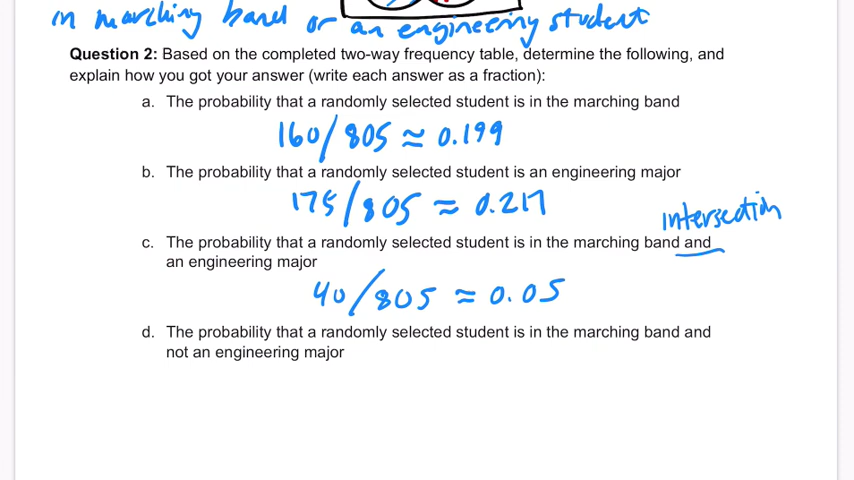 in marching band or an engineering student
Question 2: Based on the completed two-way frequency table, determine the following, and
explain how you got your answer (write each answer as a fraction):
a. The probability that a randomly selected student is in the marching band
160/805 ≈ 0.199
b. The probability that a randomly selected student is an engineering major
175/805 ≈ 0.217
intersection
c. The probability that a randomly selected student is in the marching band and
an engineering major
40/805 ≈ 0.05
d. The probability that a randomly selected student is in the marching band and
not an engineering major